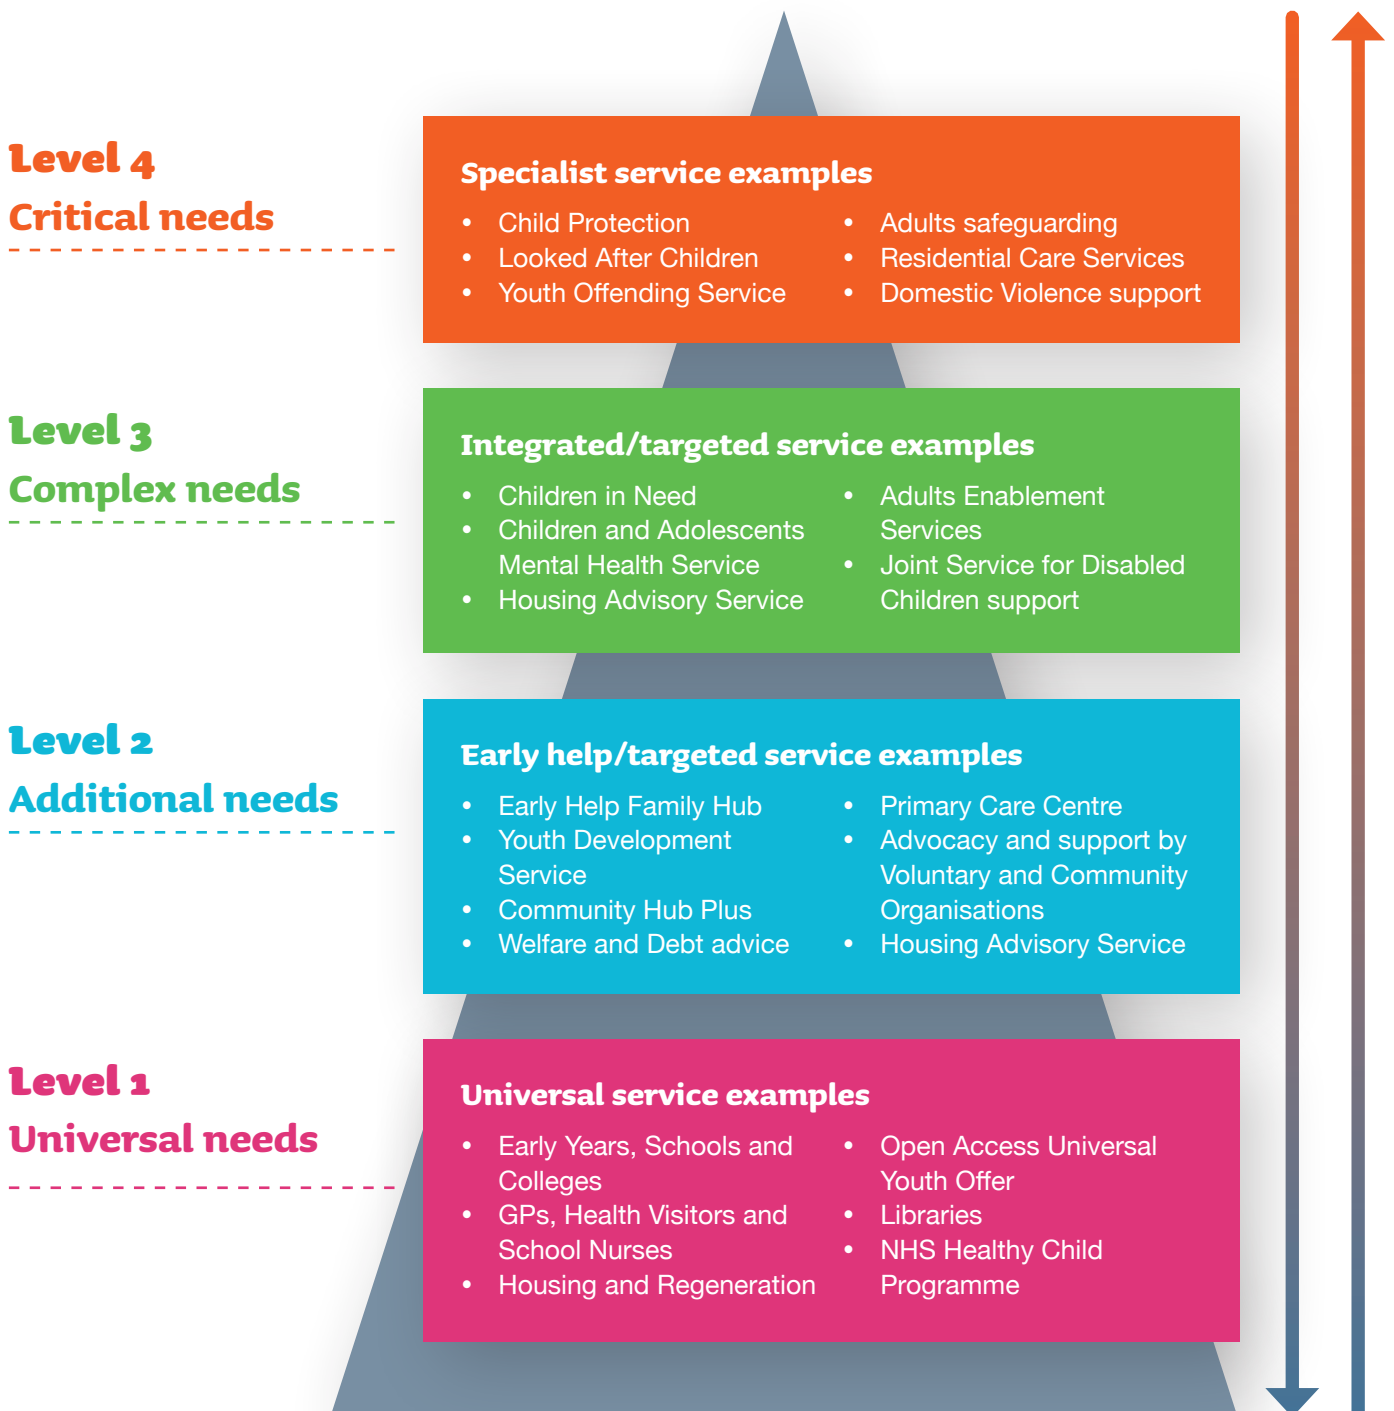 Level 4
Critical needs
Specialist service examples
• Child Protection
• Looked After Children
• Youth Offending Service
• Adults safeguarding
• Residential Care Services
• Domestic Violence support
Level 3
Complex needs
Integrated/targeted service examples
• Children in Need
• Children and Adolescents
Mental Health Service
• Housing Advisory Service
• Adults Enablement
Services
• Joint Service for Disabled
Children support
Level 2
Additional needs
Early help/targeted service examples
• Early Help Family Hub
• Youth Development
Service
• Community Hub Plus
• Welfare and Debt advice
• Primary Care Centre
• Advocacy and support by
Voluntary and Community
Organisations
• Housing Advisory Service
Level 1
Universal needs
Universal service examples
• Early Years, Schools and
Colleges
• GPs, Health Visitors and
School Nurses
• Housing and Regeneration
• Open Access Universal
Youth Offer
• Libraries
• NHS Healthy Child
Programme